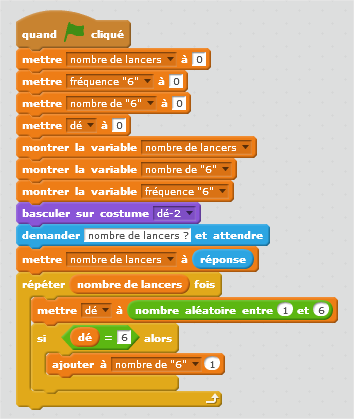 quand cliqué
mettre nombre de lancers à 0
mettre fréquence "6" à 0
mettre nombre de "6" à 0
mettre dé à 0
montrer la variable nombre de lancers
montrer la variable nombre de "6"
montrer la variable fréquence "6"
basculer sur costume dé-2
demander nombre de lancers ? et attendre
mettre nombre de lancers à réponse
répéter nombre de lancers fois
mettre dé à nombre aléatoire entre 1 et 6
si dé = 6 alors
ajouter à nombre de "6" 1